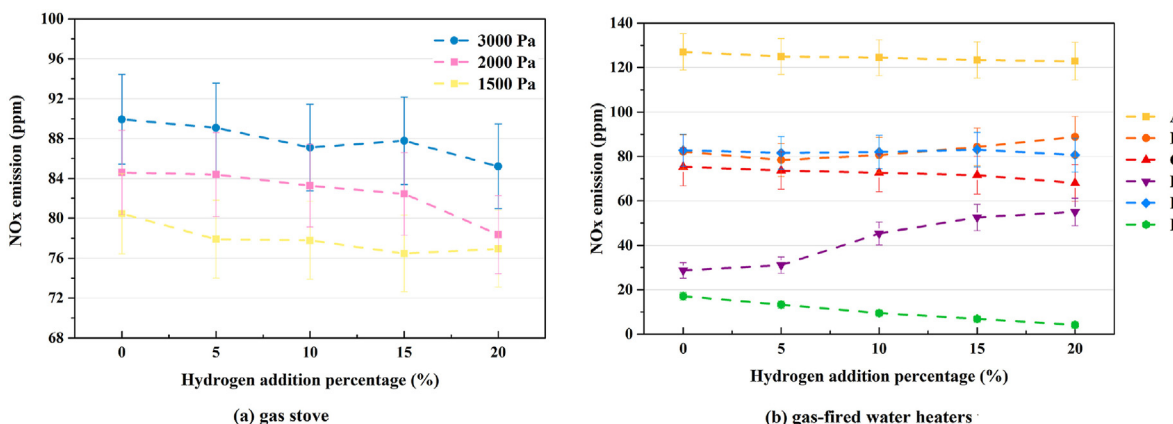 100
96
92
88
84
80
76
72
68
NOx emission (ppm)
3000 Pa
2000 Pa
1500 Pa
0 5 10 15 20
Hydrogen addition percentage (%)
(a) gas stove
140
120
100
80
60
40
20
0
NOx emission (ppm)
0 5 10 15 20
Hydrogen addition percentage (%)
(b) gas-fired water heaters